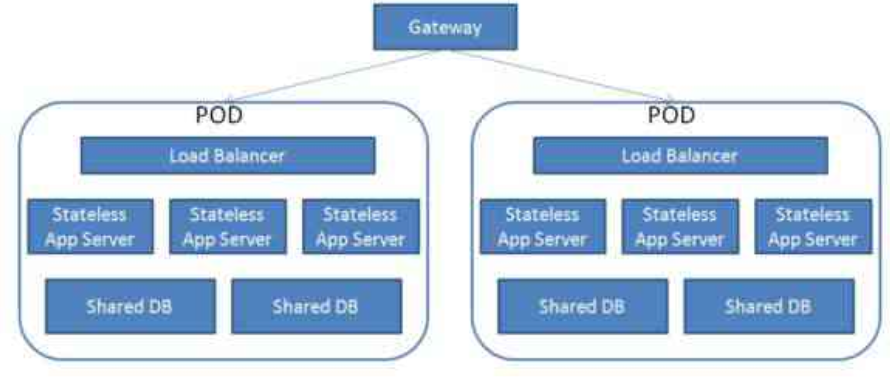 Gateway
POD
POD
Load Balancer
Load Balancer
Stateless
App Server
Stateless
App Server
Stateless
App Server
Stateless
App Server
Stateless
App Server
Stateless
App Server
Shared DB
Shared DB
Shared DB
Shared DB